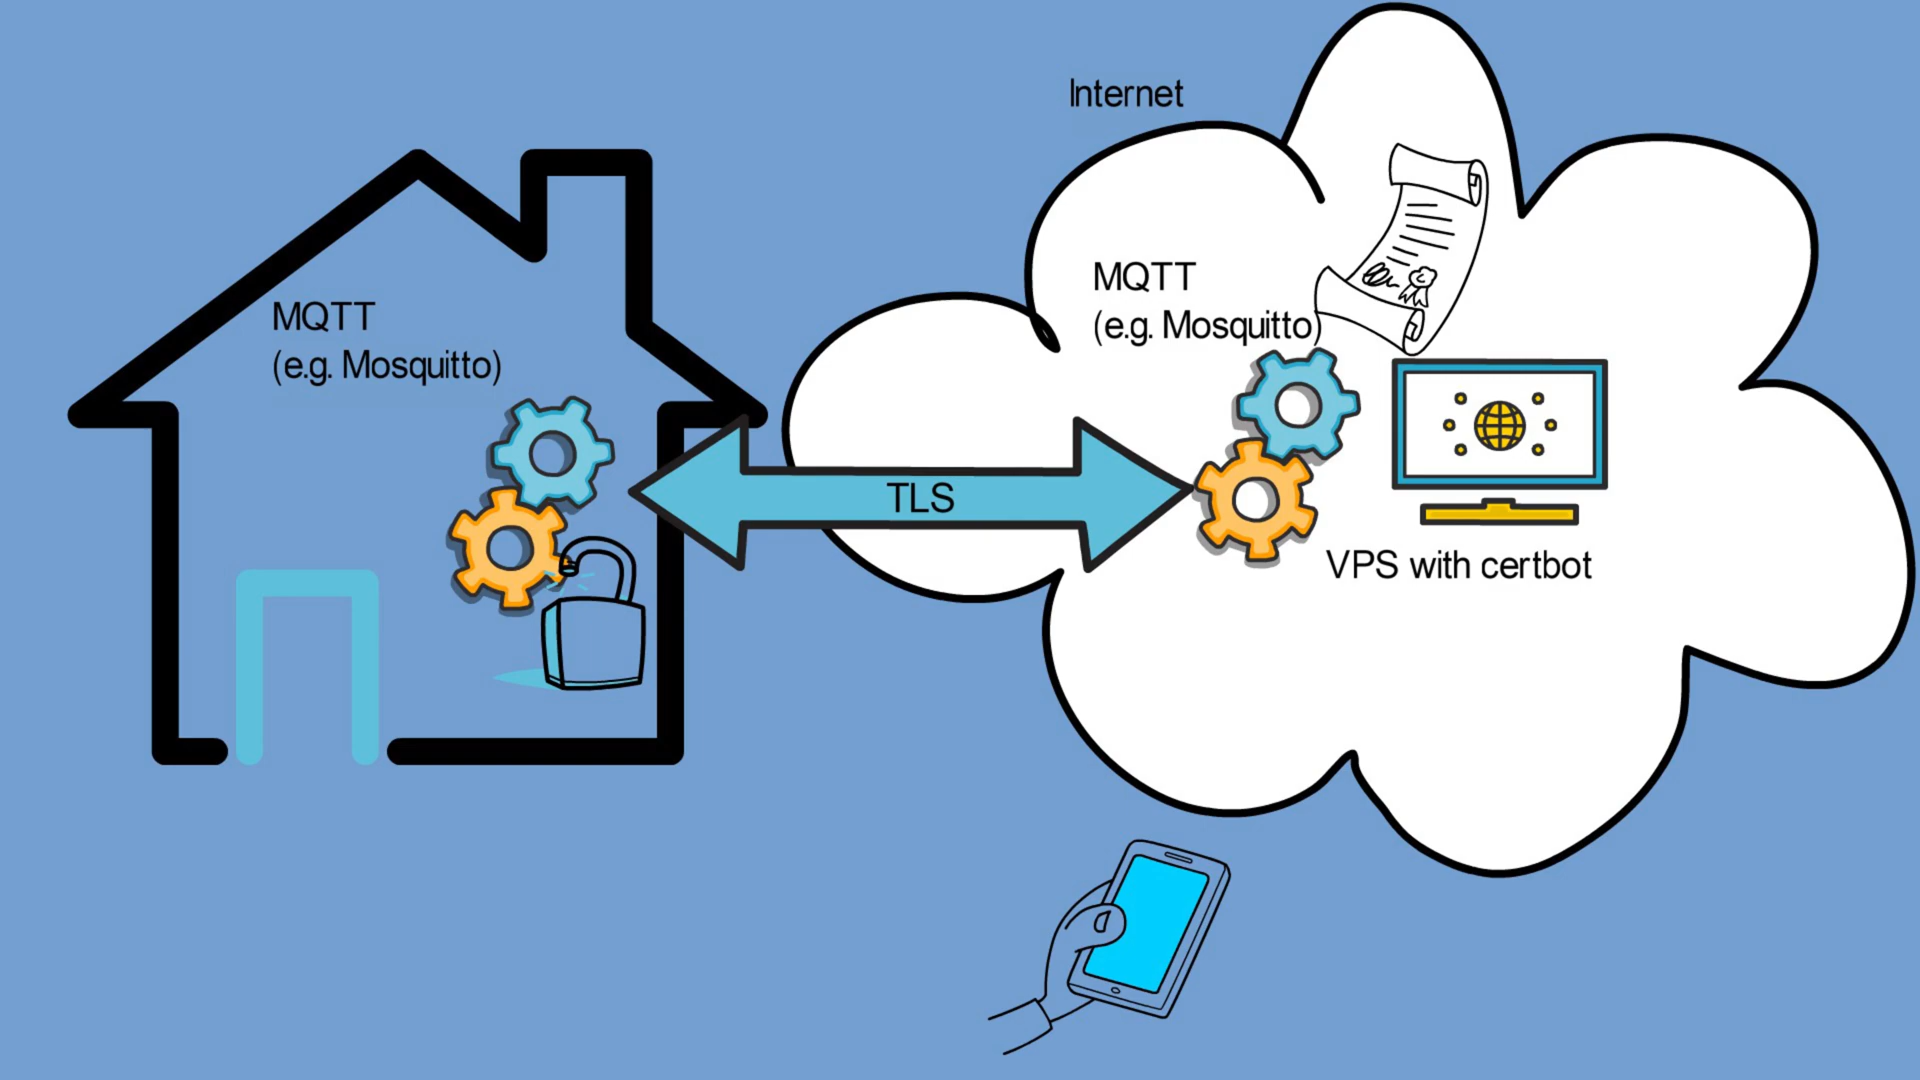 Internet
MQTT
(e.g. Mosquitto)
MQTT
(e.g. Mosquitto)
TLS
VPS with certbot